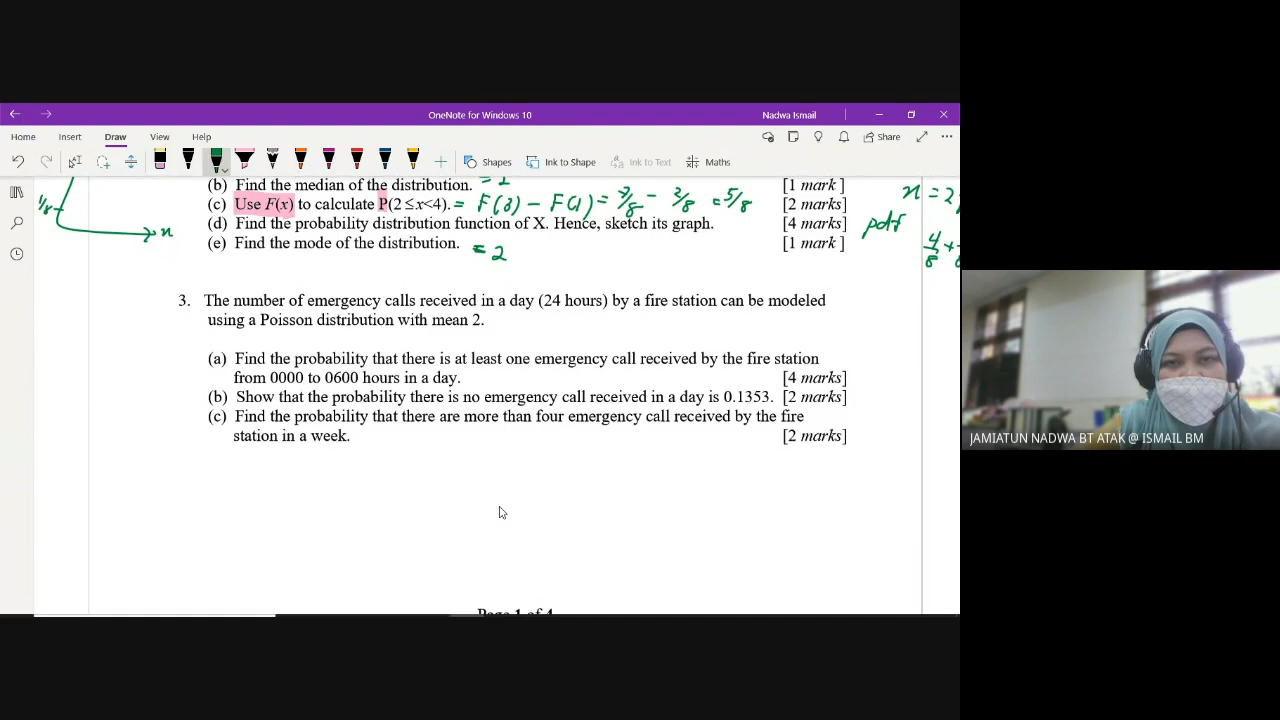 OneNote for Windows 10
Nadwa Ismail
Home Insert Draw View Help
Share
Shapes Ink to Shape Ink to Text Maths
(b) Find the median of the distribution. [1 mark ]
(c) Use F(x) to calculate P(2 ≤ x<4). = F(3) - F(1) = 7/8 - 2/8 = 5/8 [2 marks]
(d) Find the probability distribution function of X. Hence, sketch its graph. [4 marks]
(e) Find the mode of the distribution. = 2 [1 mark ]
1/8
x
pdf
3. The number of emergency calls received in a day (24 hours) by a fire station can be modeled
using a Poisson distribution with mean 2.
(a) Find the probability that there is at least one emergency call received by the fire station
from 0000 to 0600 hours in a day. [4 marks]
(b) Show that the probability there is no emergency call received in a day is 0.1353. [2 marks]
(c) Find the probability that there are more than four emergency call received by the fire
station in a week. [2 marks]
Page 1 of 4
JAMIATUN NADWA BT ATAK @ ISMAIL BM